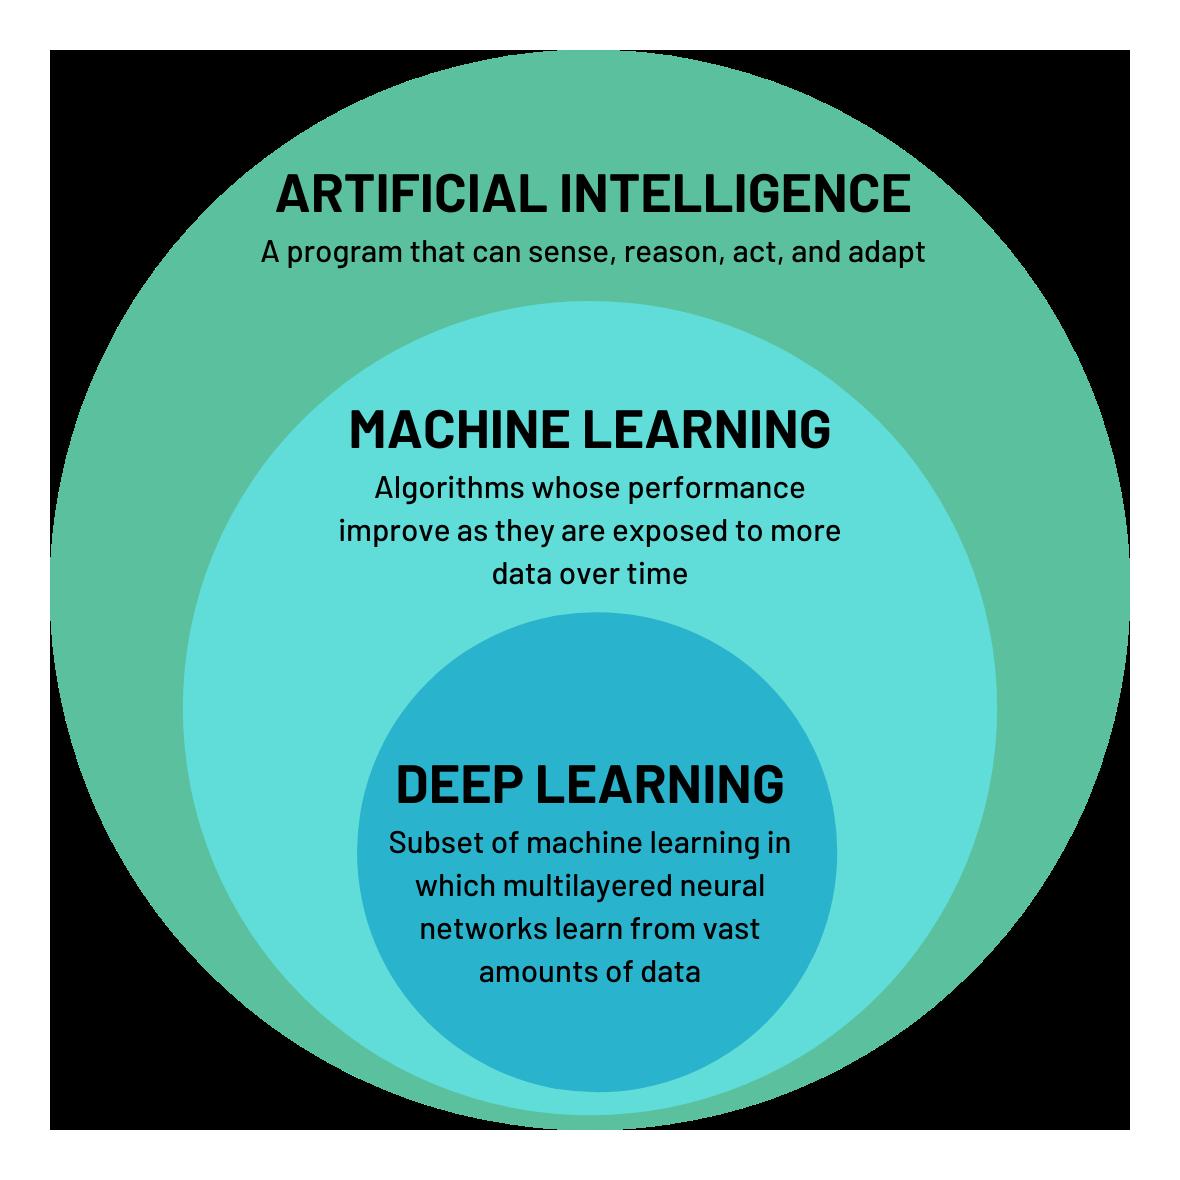 ARTIFICIAL INTELLIGENCE
A program that can sense, reason, act, and adapt
MACHINE LEARNING
Algorithms whose performance
improve as they are exposed to more
data over time
DEEP LEARNING
Subset of machine learning in
which multilayered neural
networks learn from vast
amounts of data